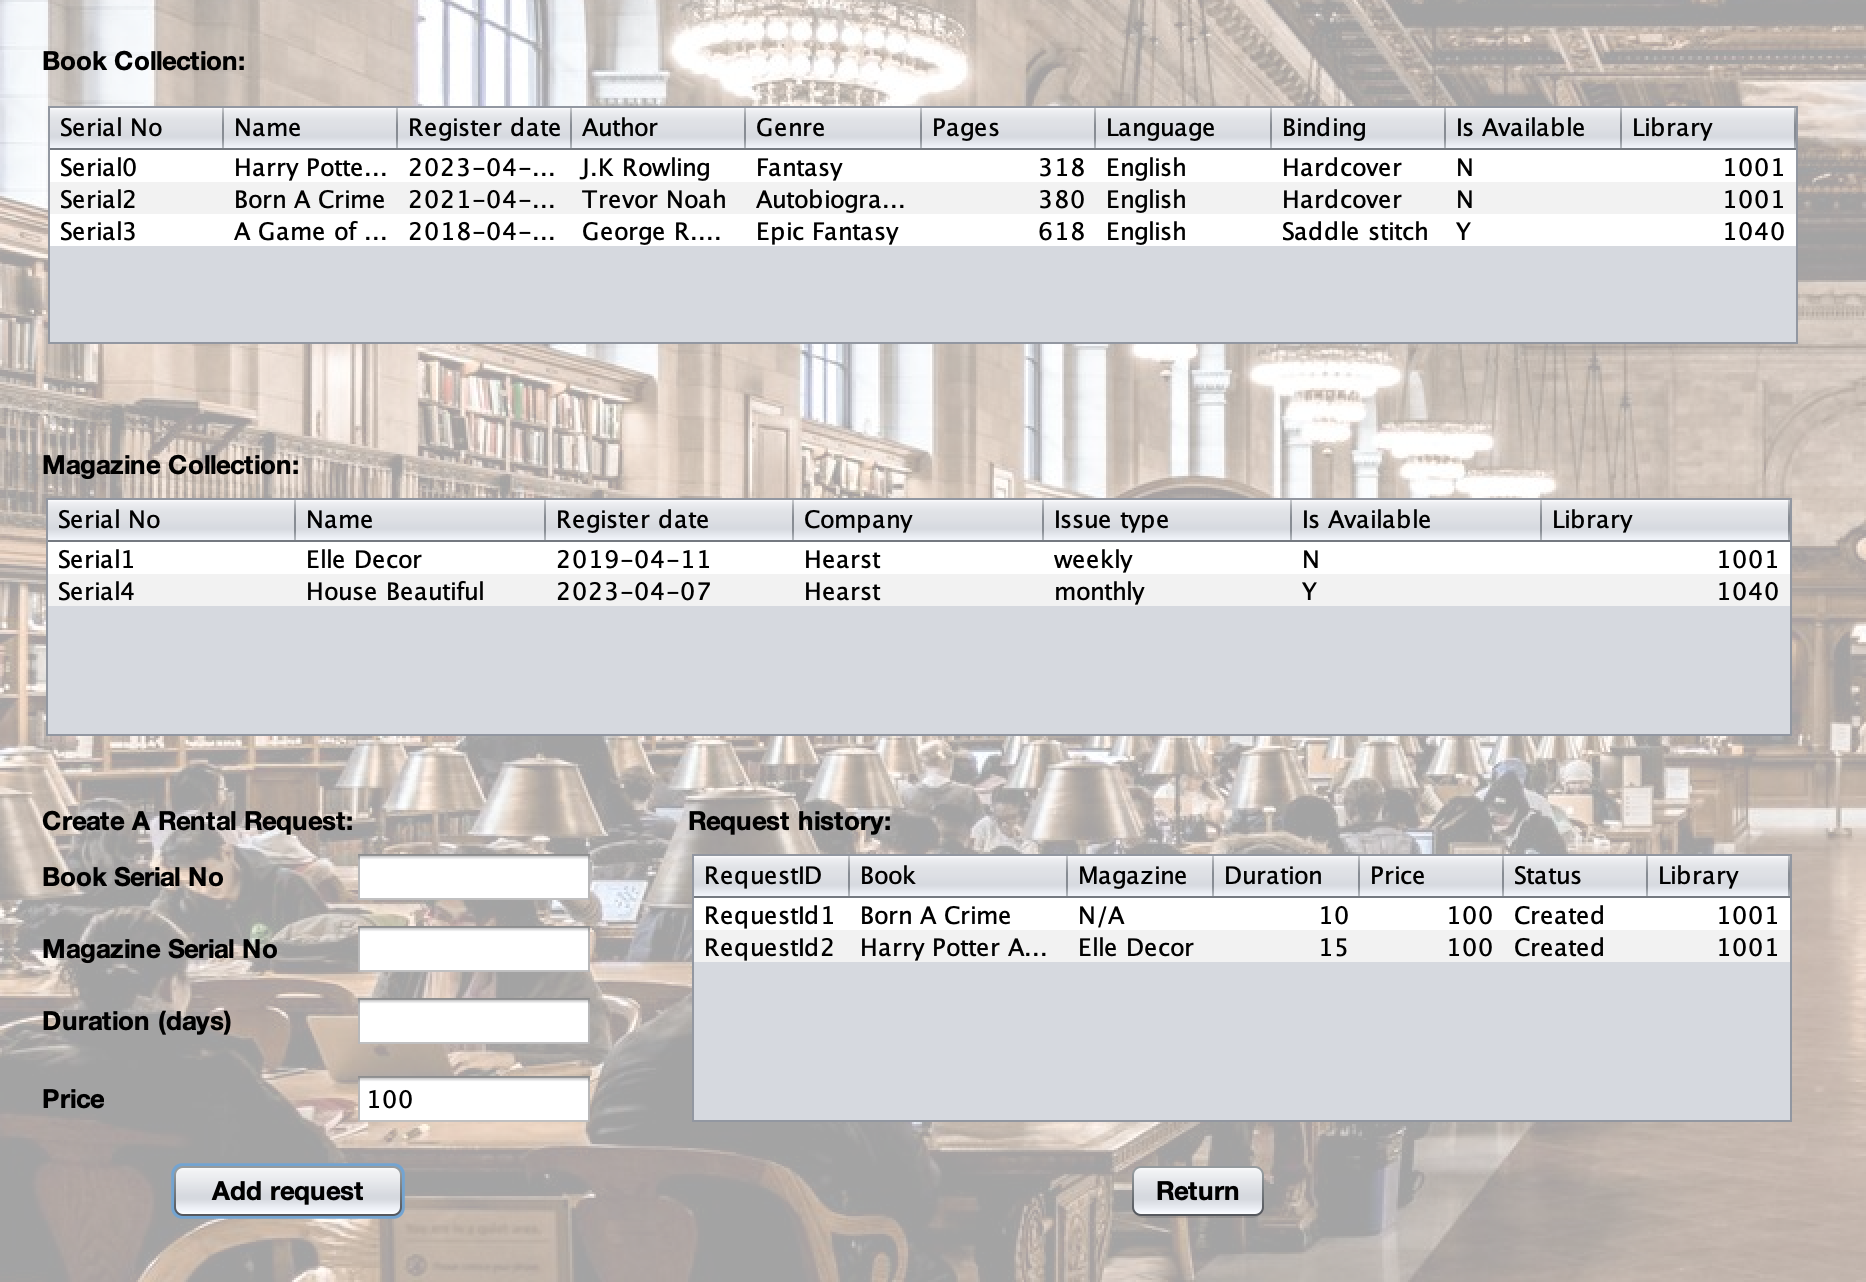 Book Collection:
Serial No Name Register date Author Genre Pages Language Binding Is Available Library
Serial0 Harry Potte... 2023-04-... J.K Rowling Fantasy 318 English Hardcover N 1001
Serial2 Born A Crime 2021-04-... Trevor Noah Autobiogra... 380 English Hardcover N 1001
Serial3 A Game of ... 2018-04-... George R.... Epic Fantasy 618 English Saddle stitch Y 1040
Magazine Collection:
Serial No Name Register date Company Issue type Is Available Library
Serial1 Elle Decor 2019-04-11 Hearst weekly N 1001
Serial4 House Beautiful 2023-04-07 Hearst monthly Y 1040
Create A Rental Request:
Book Serial No
Magazine Serial No
Duration (days)
Price 100
Add request
Request history:
RequestID Book Magazine Duration Price Status Library
RequestId1 Born A Crime N/A 10 100 Created 1001
RequestId2 Harry Potter A... Elle Decor 15 100 Created 1001
Return